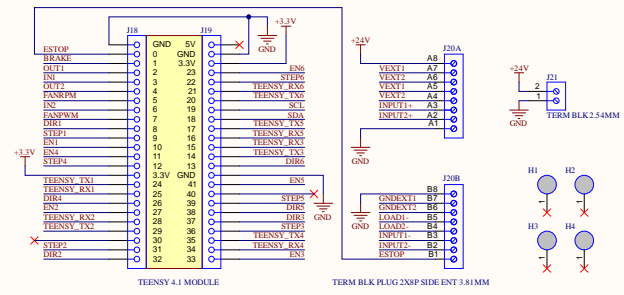 J18 J19
+3.3V
GND
GND 5V
ESTOP 0 GND
BRAKE 1 3.3V
OUT1 2 23 EN6
IN1 3 22 STEP6
OUT2 4 21 TEENSY_RX6
FANRPM 5 20 TEENSY_TX6
IN2 6 19 SCL
FANPWM 7 18 SDA
DIR1 8 17 TEENSY_TX5
STEP1 9 16 TEENSY_RX5
EN1 10 15 TEENSY_RX3
EN4 11 14 TEENSY_TX3
STEP4 12 13 DIR6
+3.3V
3.3V GND
TEENSY_TX1 24 41 EN5
TEENSY_RX1 25 40
DIR4 26 39 STEP5
EN2 27 38 DIR5
TEENSY_RX2 28 37 DIR3
TEENSY_TX2 29 36 STEP3
30 35 TEENSY_TX4
STEP2 31 34 TEENSY_RX4
DIR2 32 33 EN3
GND
TEENSY 4.1 MODULE
J20A
+24V
A8
VEXT1 A7
VEXT2 A6
VEXT1 A5
VEXT2 A4
INPUT1+ A3
INPUT2+ A2
A1
GND
J20B
B8
GNDEXT1 B7
GNDEXT2 B6
LOAD1- B5
LOAD2- B4
INPUT1- B3
INPUT2- B2
ESTOP B1
GND
TERM BLK PLUG 2X8P SIDE ENT 3.81MM
+24V
J21
2
1
GND
TERM BLK 2.54MM
H1 H2
1 1
H3 H4
1 1